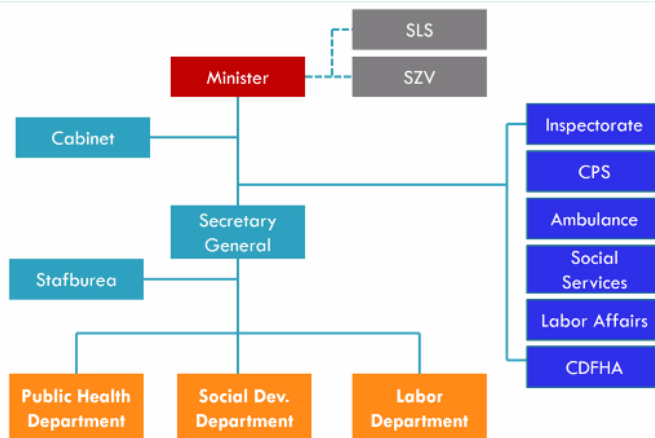 SLS
Minister
SZV
Cabinet
Inspectorate
CPS
Secretary
General
Ambulance
Stafburea
Social
Services
Labor Affairs
CDFHA
Public Health
Department
Social Dev.
Department
Labor
Department